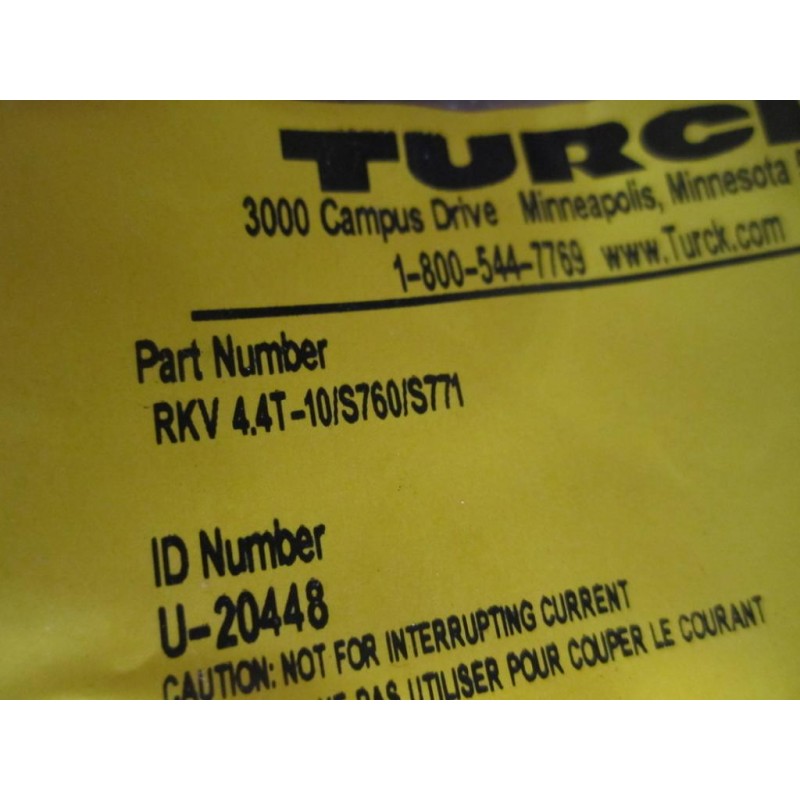 TURCK
3000 Campus Drive Minneapolis, Minnesota
1-800-544-7769 www.Turck.com
Part Number
RKV 4.4T-10/S760/S771
ID Number
U-20448
CAUTION: NOT FOR INTERRUPTING CURRENT
PAS UTILISER POUR COUPER LE COURANT